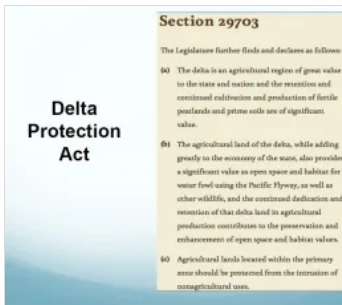 Section 29703
The Legislature further finds and declares as follows
(a) The delta is an agricultural region of great value
to the state and nation and the retention and
continued cultivation and production of fertile
peatlands and prime soils are of significant
value.
(b) The agricultural land of the delta, while adding
greatly to the economy of the state, also provides
a significant value as open space and habitat for
water fowl using the Pacific Flyway, as well as
other wildlife, and the continued dedication and
retention of that delta land in agricultural
production contributes to the preservation and
enhancement of open space and habitat values.
(c) Agricultural lands located within the primary
zone should be protected from the intrusion of
nonagricultural uses.
Delta
Protection
Act